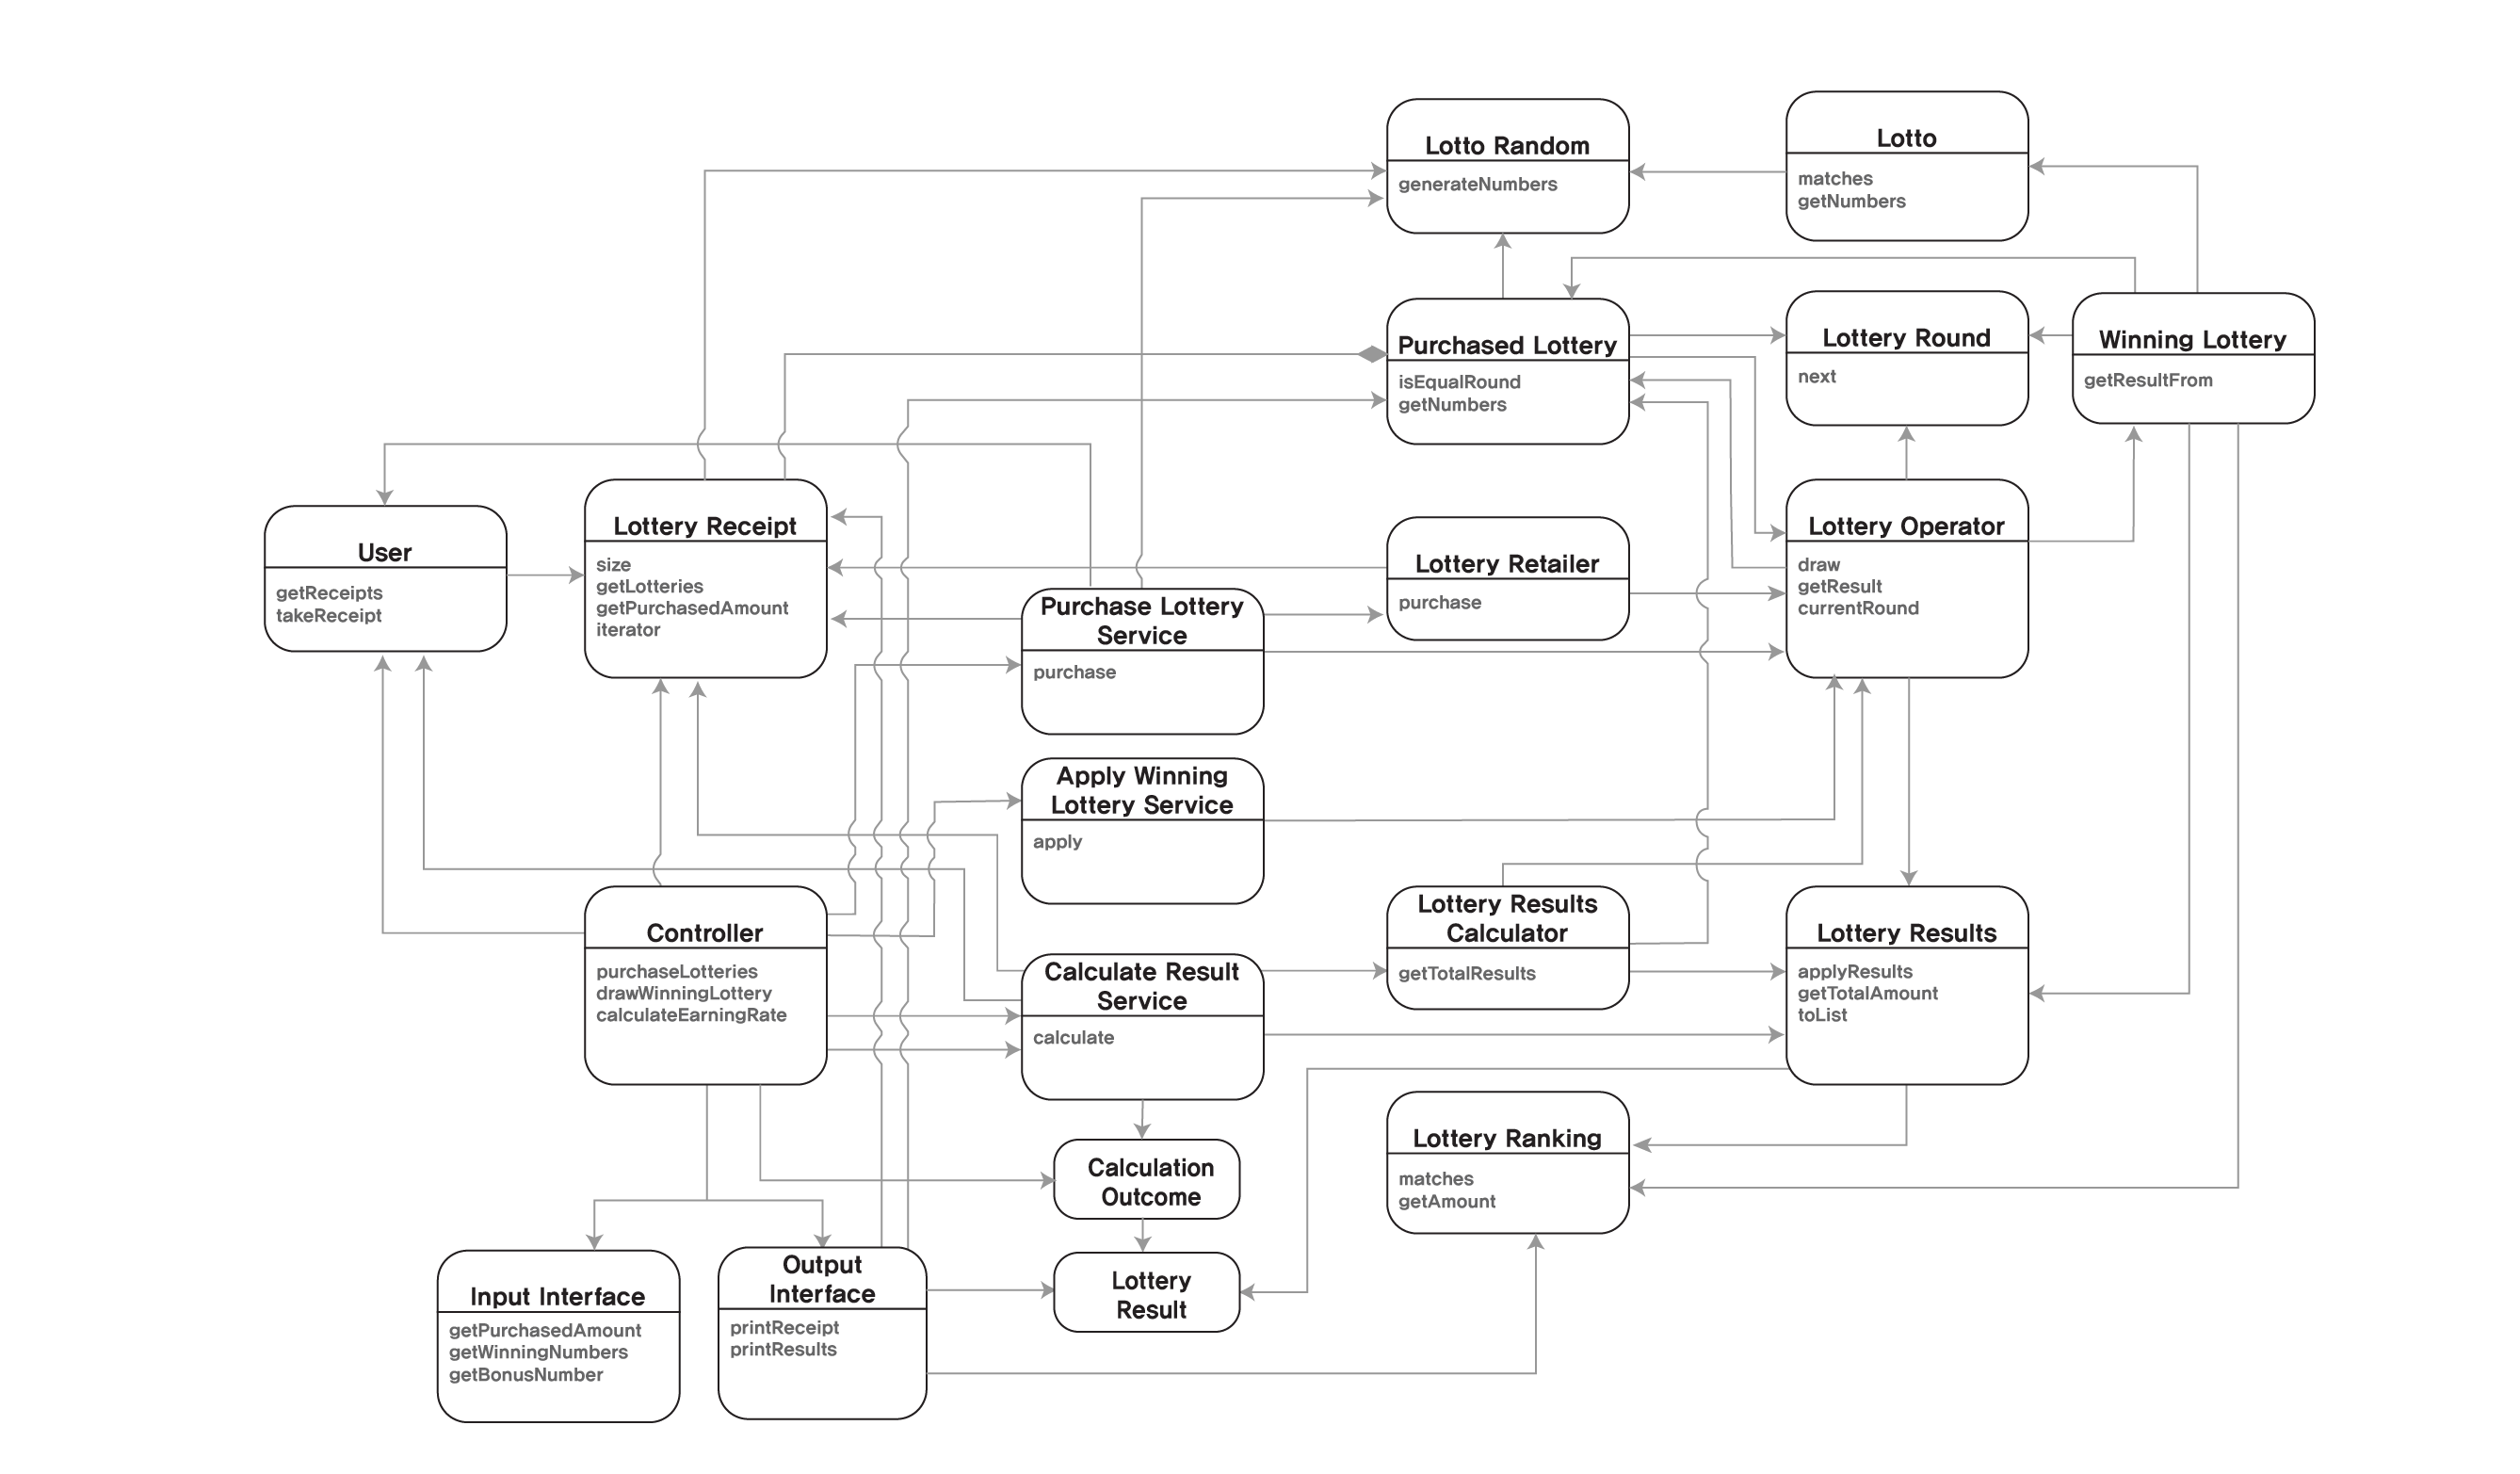 Lotto Random
generateNumbers
Lotto
matches
getNumbers
Purchased Lottery
isEqualRound
getNumbers
Lottery Round
next
Winning Lottery
getResultFrom
User
getReceipts
takeReceipt
Lottery Receipt
size
getLotteries
getPurchasedAmount
iterator
Purchase Lottery
Service
purchase
Lottery Retailer
purchase
Lottery Operator
draw
getResult
currentRound
Apply Winning
Lottery Service
apply
Controller
purchaseLotteries
drawWinningLottery
calculateEarningRate
Calculate Result
Service
calculate
Lottery Results
Calculator
getTotalResults
Lottery Results
applyResults
getTotalAmount
toList
Calculation
Outcome
Lottery Ranking
matches
getAmount
Input Interface
getPurchasedAmount
getWinningNumbers
getBonusNumber
Output
Interface
printReceipt
printResults
Lottery
Result